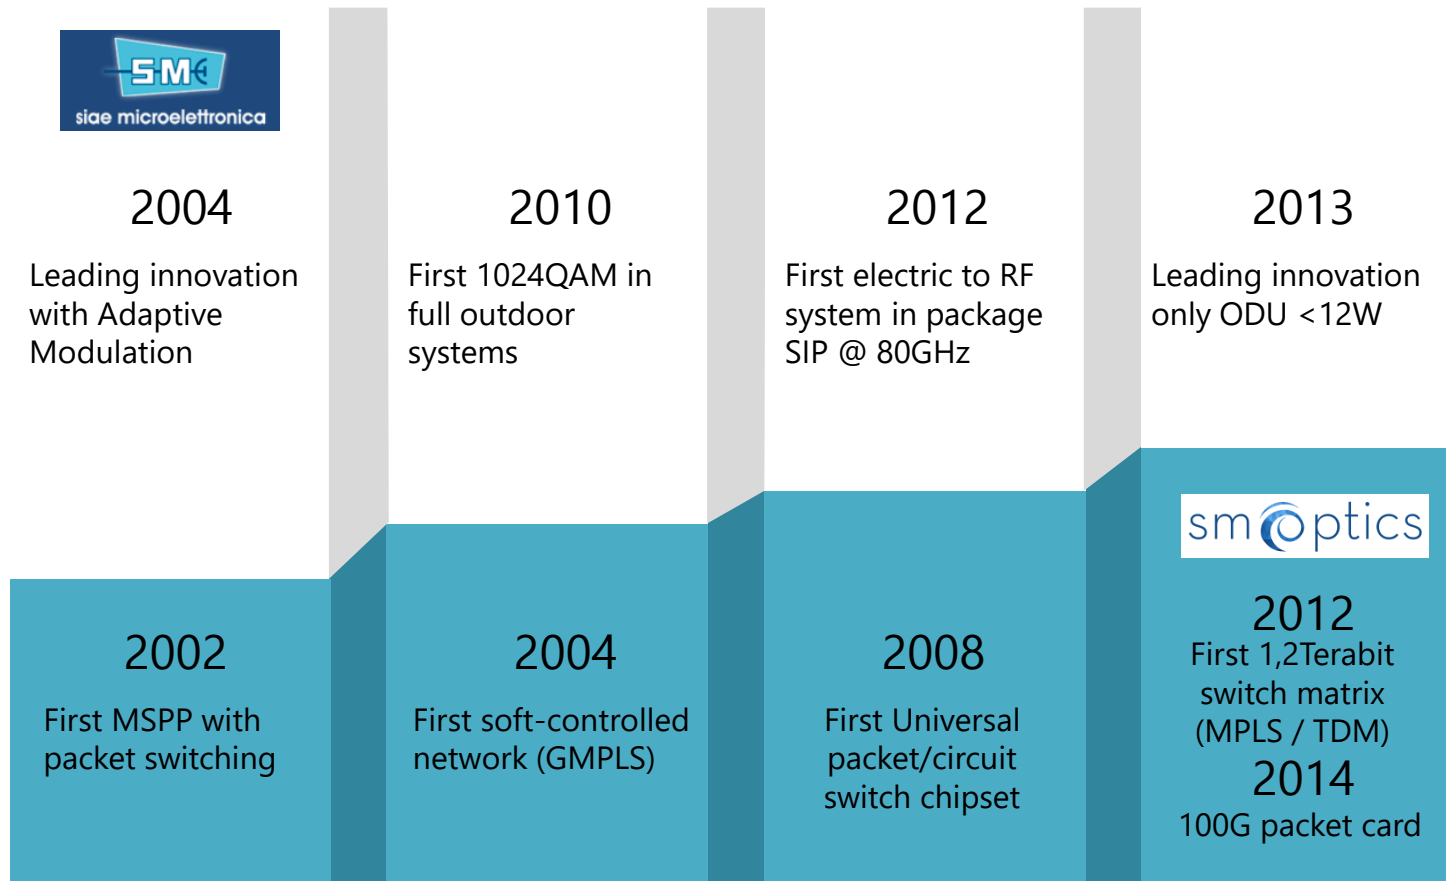 SM
siae microelettronica
2004
Leading innovation
with Adaptive
Modulation
2010
First 1024QAM in
full outdoor
systems
2012
First electric to RF
system in package
SIP @ 80GHz
2013
Leading innovation
only ODU <12W
2002
First MSPP with
packet switching
2004
First soft-controlled
network (GMPLS)
2008
First Universal
packet/circuit
switch chipset
sm optics
2012
First 1,2Terabit
switch matrix
(MPLS / TDM)
2014
100G packet card